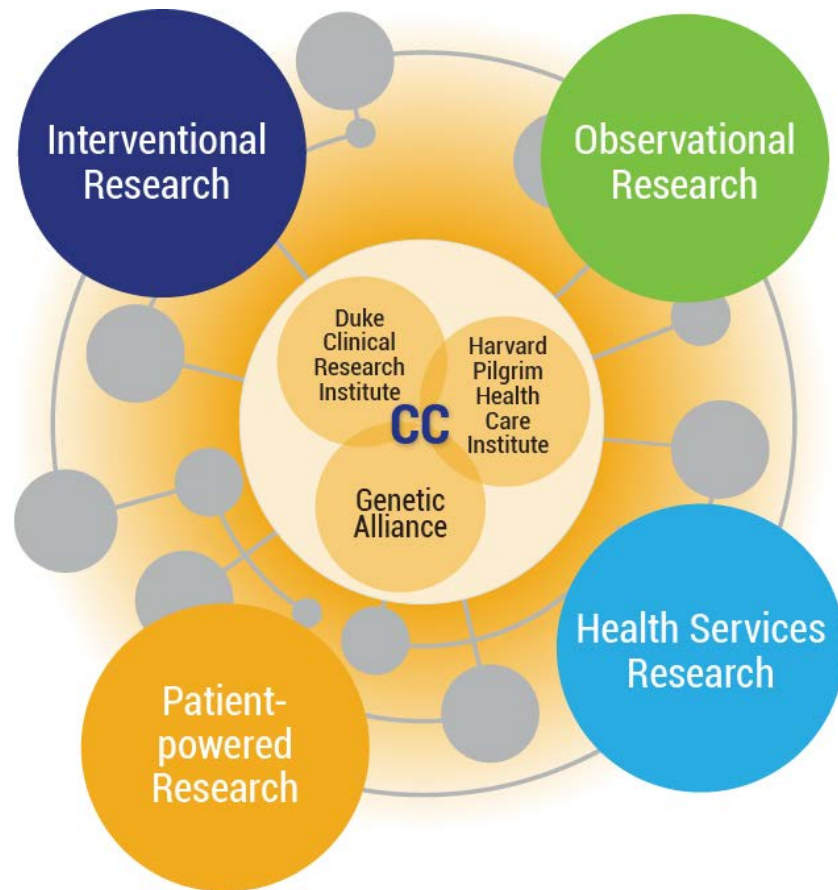 Interventional
Research
Observational
Research
Duke
Clinical
Research
Institute
Harvard
Pilgrim
Health
Care
Institute
CC
Genetic
Alliance
Health Services
Research
Patient-
powered
Research